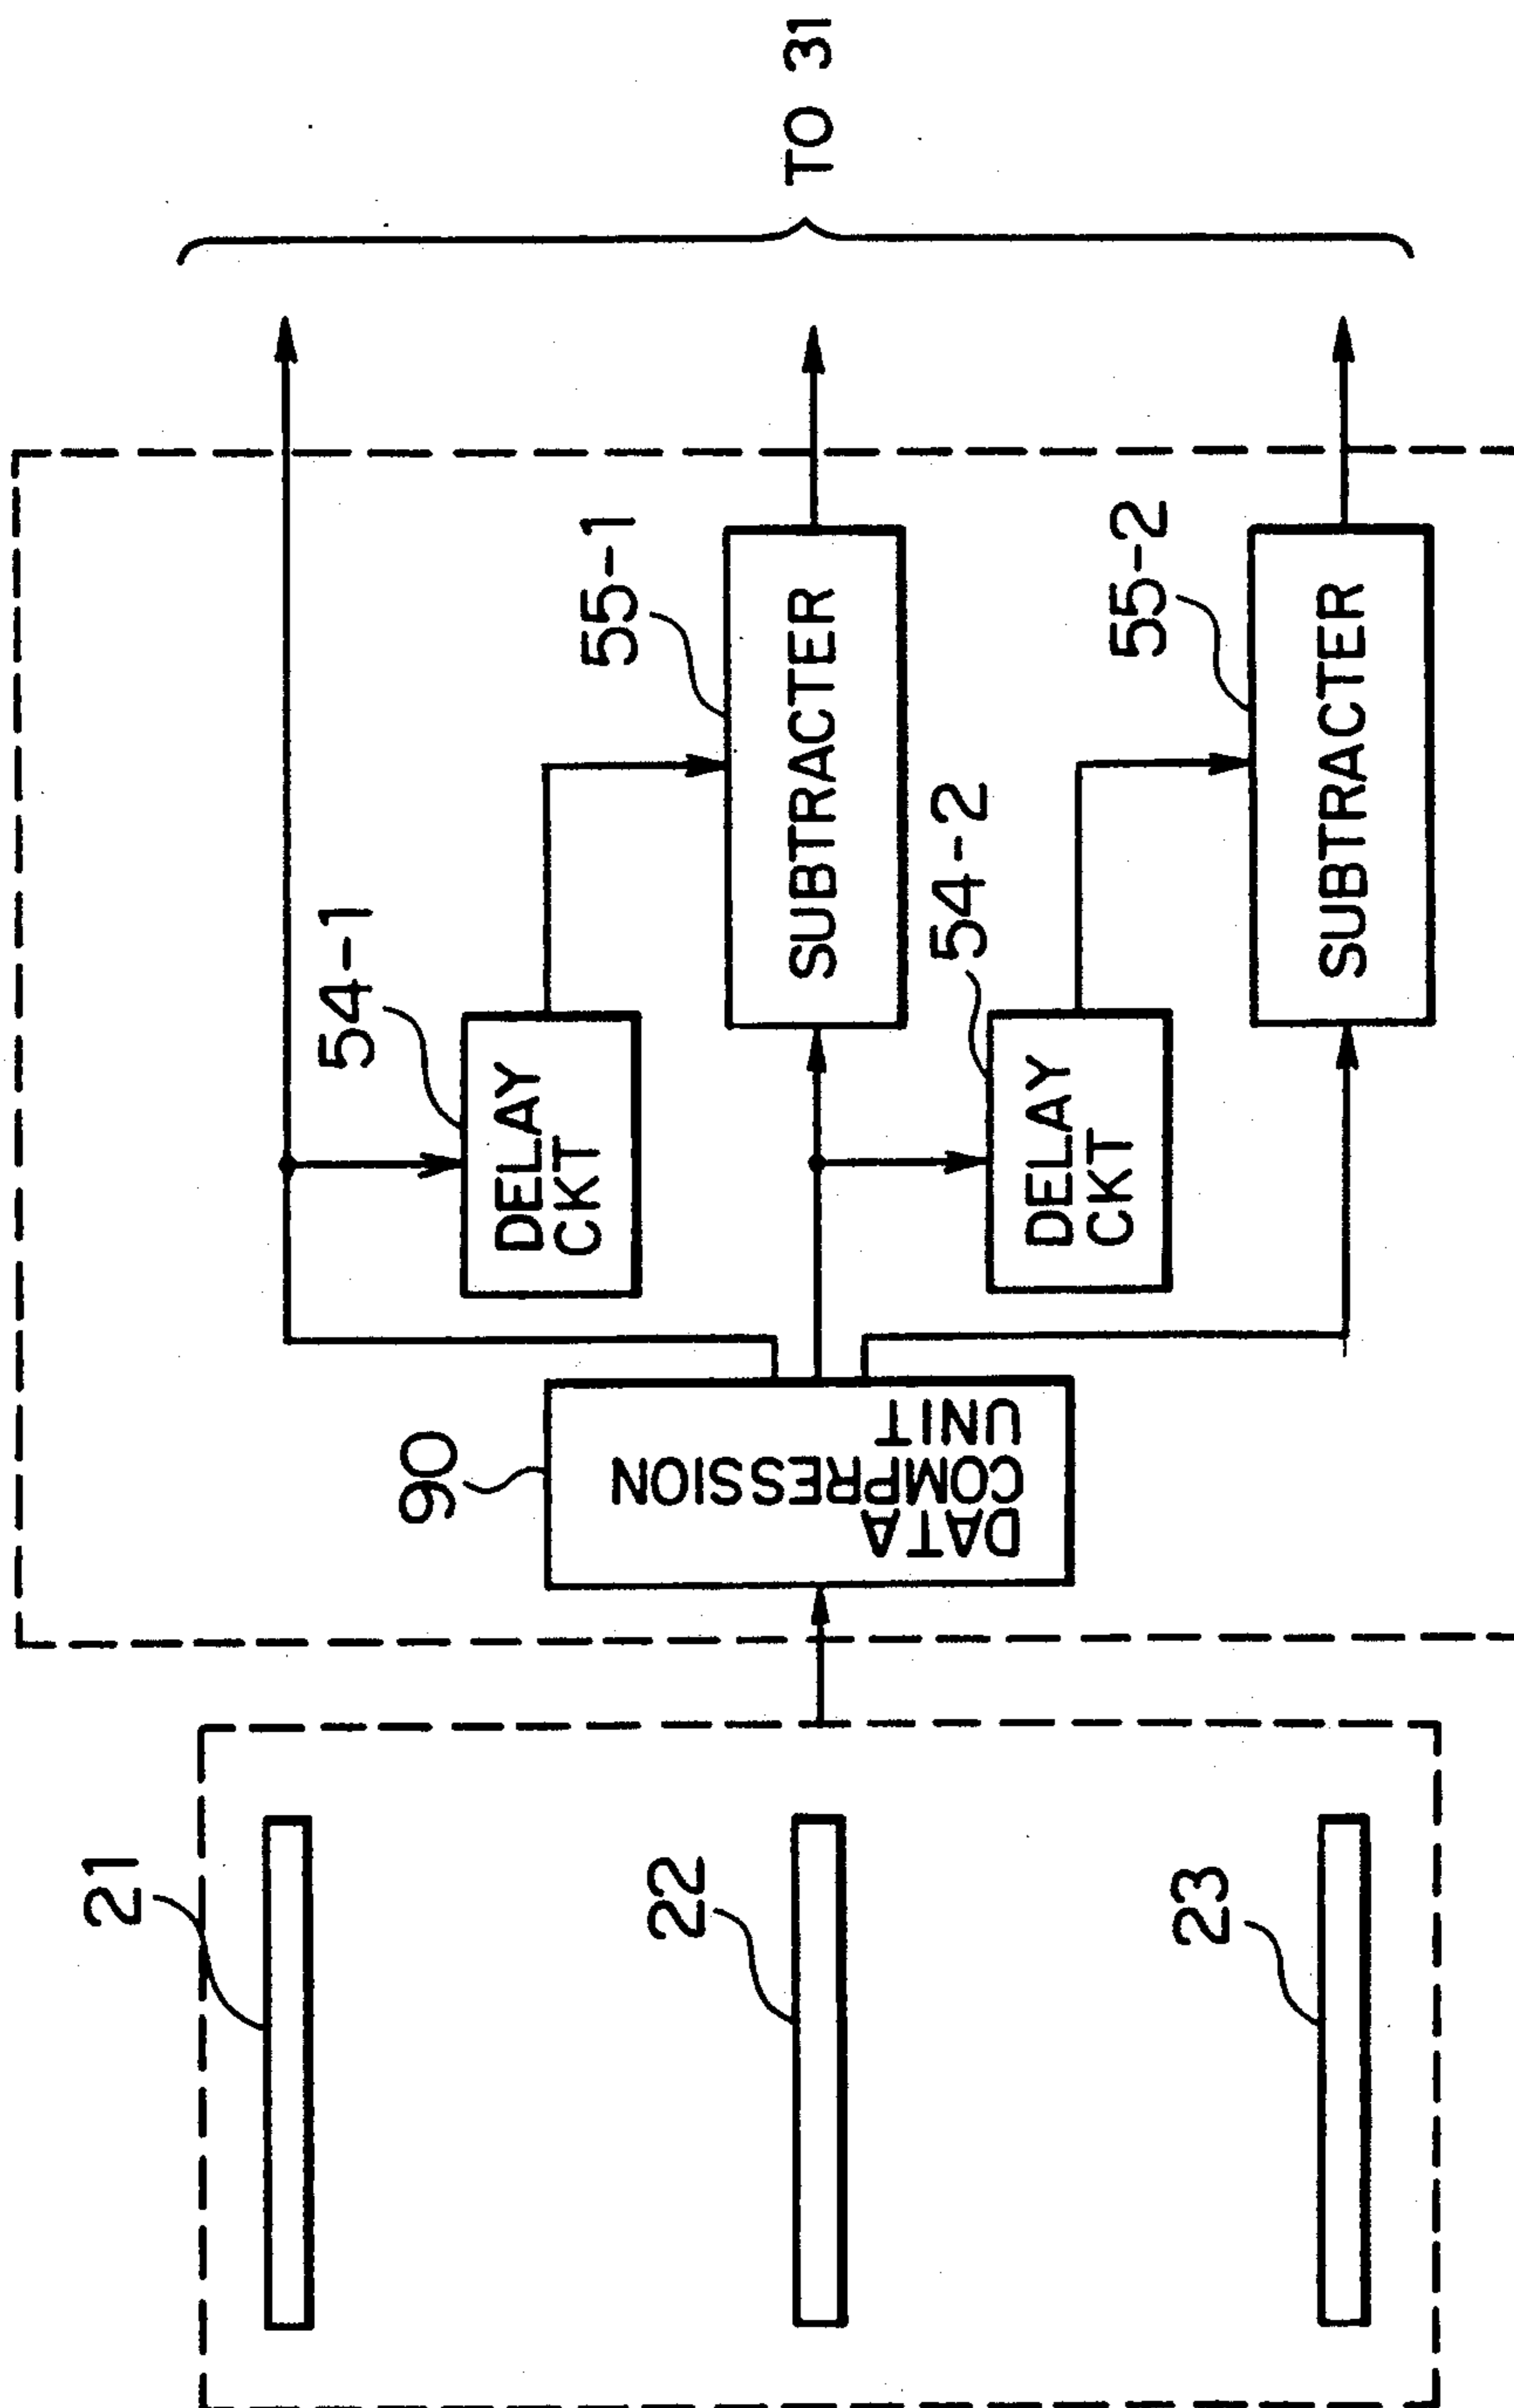 21
22
23
90
DATA
COMPRESSION
UNIT
54-1
DELAY
CKT
54-2
DELAY
CKT
55-1
SUBTRACTER
55-2
SUBTRACTER
TO 31